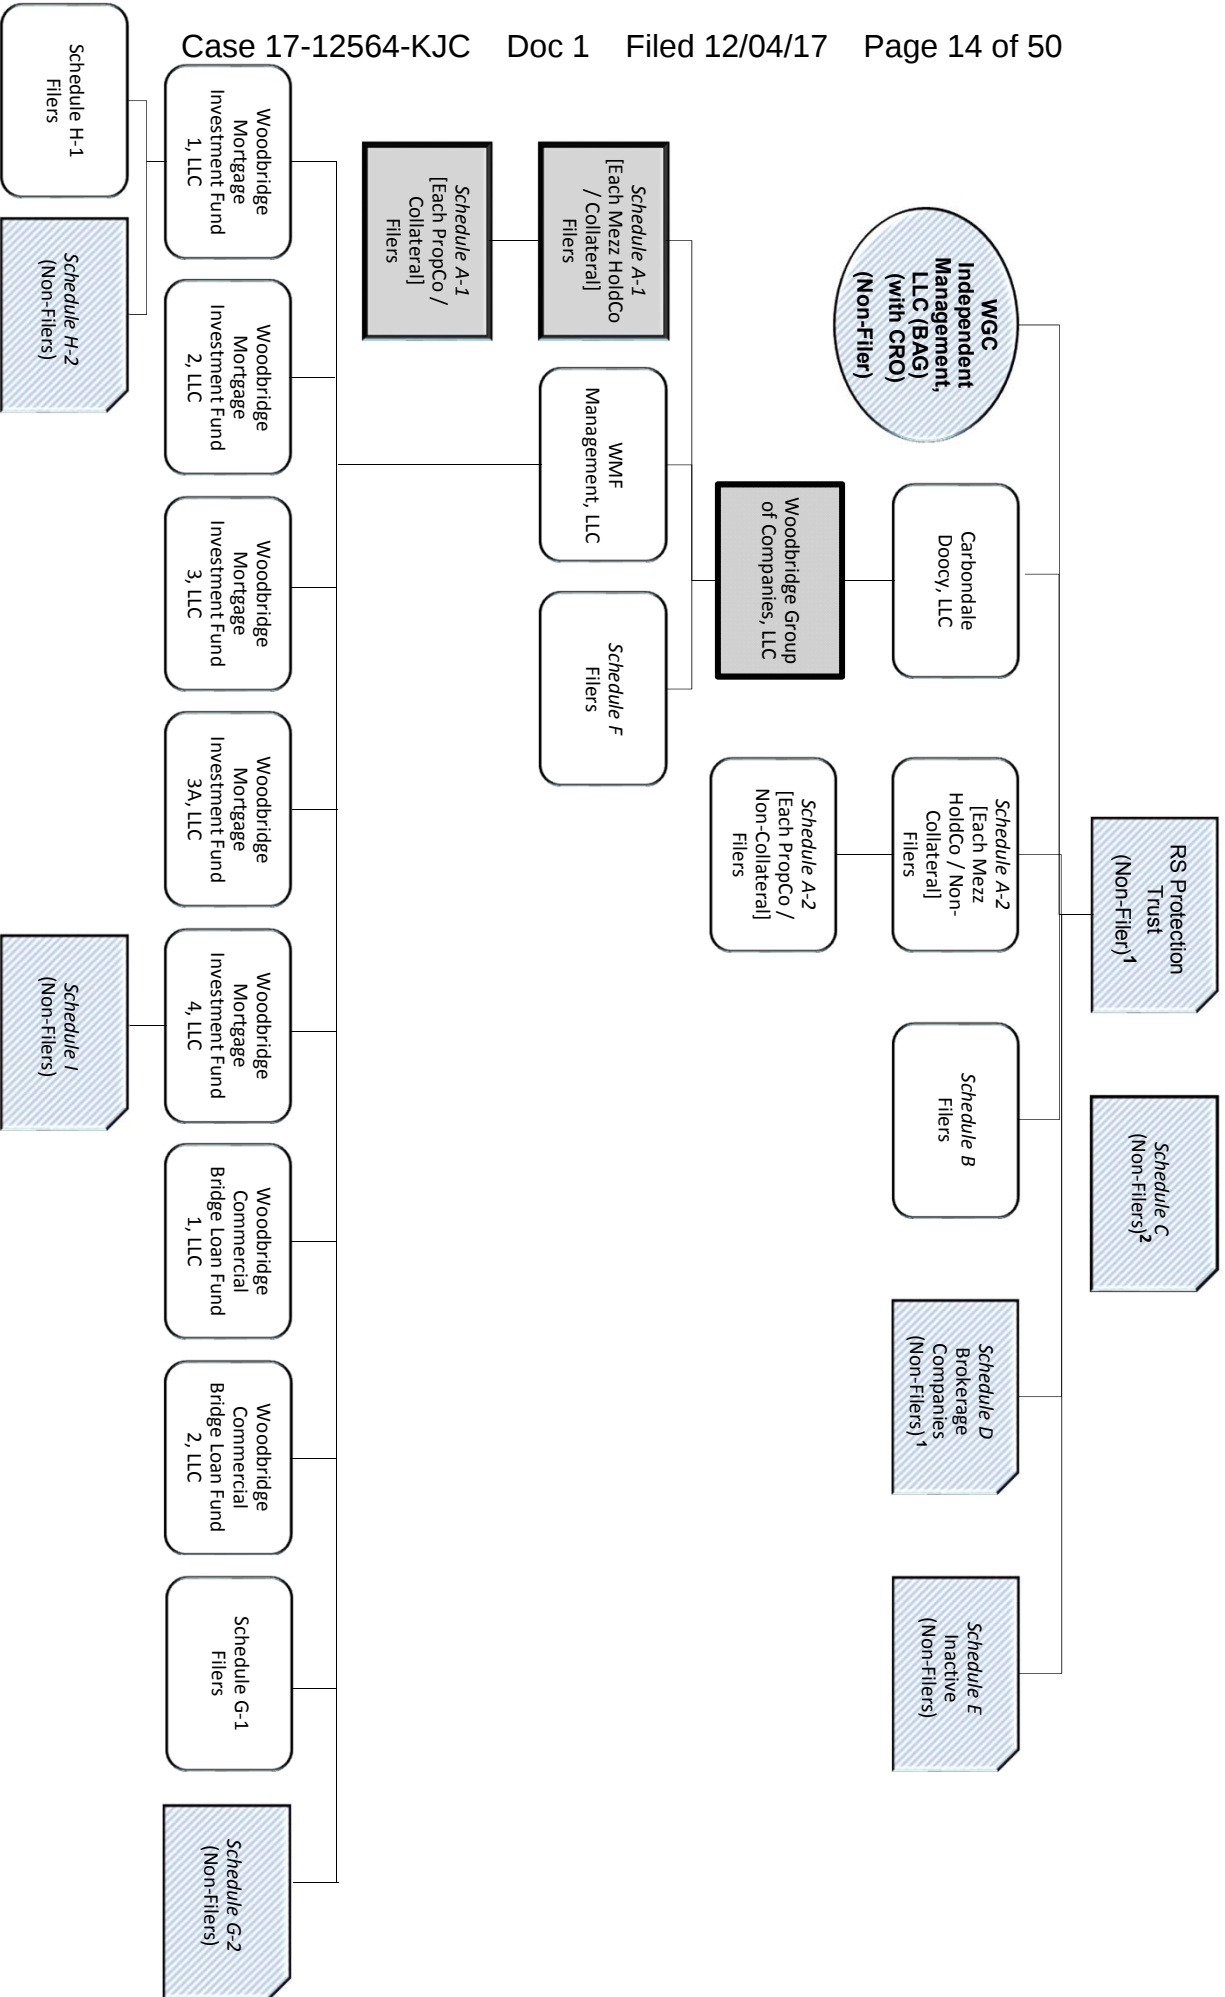 Case 17-12564-KJC Doc 1 Filed 12/04/17 Page 14 of 50
RS Protection
Trust
(Non-Filer)¹
Schedule C
(Non-Filers)²
WGC
Independent
Management,
LLC (BAG)
(with CRO)
(Non-Filer)
Carbondale
Doocy, LLC
Schedule A-2
[Each Mezz
HoldCo / Non-
Collateral]
Filers
Schedule B
Filers
Schedule D
Brokerage
Companies
(Non-Filers) ¹
Schedule E
Inactive
(Non-Filers)
Woodbridge Group
of Companies, LLC
Schedule A-2
[Each PropCo /
Non-Collateral]
Filers
Schedule A-1
[Each Mezz HoldCo
/ Collateral]
Filers
WMF
Management, LLC
Schedule F
Filers
Schedule A-1
[Each PropCo /
Collateral]
Filers
Woodbridge
Mortgage
Investment Fund
1, LLC
Woodbridge
Mortgage
Investment Fund
2, LLC
Woodbridge
Mortgage
Investment Fund
3, LLC
Woodbridge
Mortgage
Investment Fund
3A, LLC
Woodbridge
Mortgage
Investment Fund
4, LLC
Woodbridge
Commercial
Bridge Loan Fund
1, LLC
Woodbridge
Commercial
Bridge Loan Fund
2, LLC
Schedule G-1
Filers
Schedule G-2
(Non-Filers)
Schedule H-1
Filers
Schedule H-2
(Non-Filers)
Schedule I
(Non-Filers)